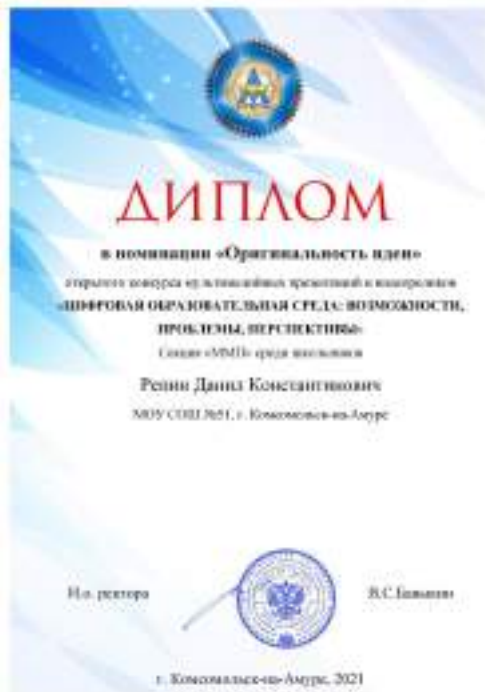 ДИПЛОМ
в номинации «Оригинальность идеи»
открытого конкурса мультимедийных презентаций и видеороликов
«ЦИФРОВАЯ ОБРАЗОВАТЕЛЬНАЯ СРЕДА: ВОЗМОЖНОСТИ,
ПРОБЛЕМЫ, ПЕРСПЕКТИВЫ»
Секция «ММП» среди школьников
Репин Данил Константинович
МОУ СОШ №51, г. Комсомольск-на-Амуре
И.о. ректора
В.С.
г. Комсомольск-на-Амуре, 2021